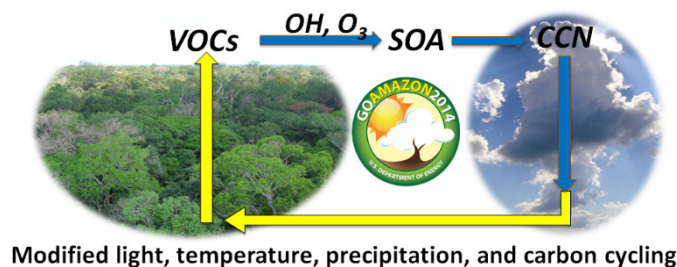 OH, O3
VOCs SOA CCN
GOAMAZON2014
U.S. DEPARTMENT OF ENERGY
Modified light, temperature, precipitation, and carbon cycling